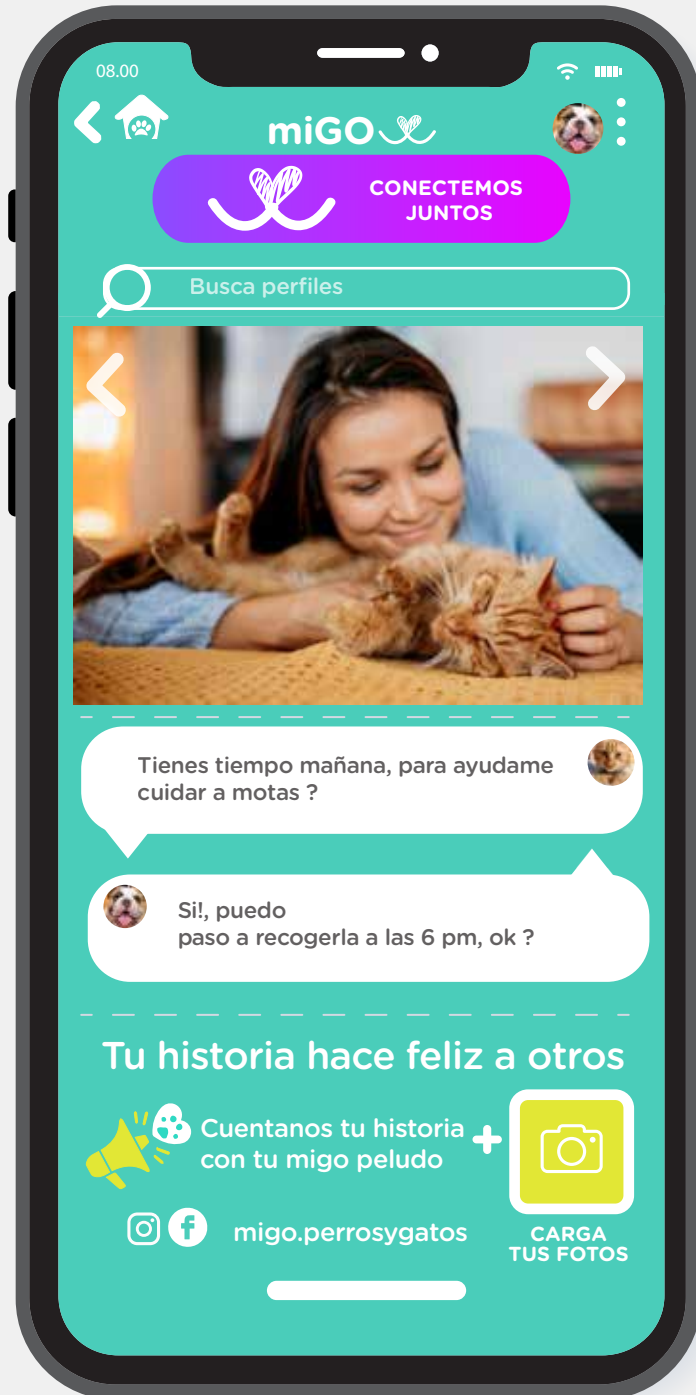 08.00
miGO
CONECTEMOS
JUNTOS
Busca perfiles
Tienes tiempo mañana, para ayudame
cuidar a motas ?
Si!, puedo
paso a recogerla a las 6 pm, ok ?
Tu historia hace feliz a otros
Cuentanos tu historia
con tu migo peludo
migo.perrosygatos
CARGA
TUS FOTOS